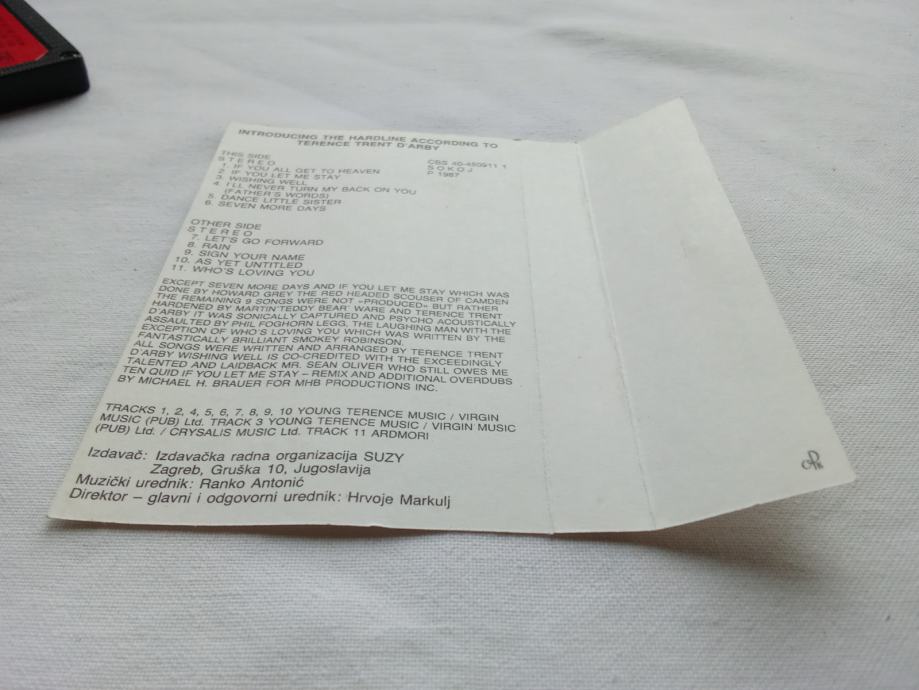 INTRODUCING THE HARDLINE ACCORDING TO
TERENCE TRENT D'ARBY
THIS SIDE
STEREO
1. IF YOU ALL GET TO HEAVEN
2. IF YOU LET ME STAY
3. WISHING WELL
4. I'LL NEVER TURN MY BACK ON YOU
(FATHER'S WORDS)
5. DANCE LITTLE SISTER
6. SEVEN MORE DAYS
CBS 40-450911 1
SOKOJ
P 1987
OTHER SIDE
STEREO
7. LET'S GO FORWARD
8. RAIN
9. SIGN YOUR NAME
10. AS YET UNTITLED
11. WHO'S LOVING YOU
EXCEPT SEVEN MORE DAYS AND IF YOU LET ME STAY WHICH WAS
DONE BY HOWARD GREY THE RED HEADED SCOUSER OF CAMDEN
THE REMAINING 9 SONGS WERE NOT »PRODUCED« BUT RATHER
HARDENED BY MARTIN'TEDDY BEAR' WARE AND TERENCE TRENT
D'ARBY IT WAS SONICALLY CAPTURED AND PSYCHO ACOUSTICALLY
ASSAULTED BY PHIL FOGHORN LEGG, THE LAUGHING MAN WITH THE
EXCEPTION OF WHO'S LOVING YOU WHICH WAS WRITTEN BY THE
FANTASTICALLY BRILLIANT SMOKEY ROBINSON.
ALL SONGS WERE WRITTEN AND ARRANGED BY TERENCE TRENT
D'ARBY WISHING WELL IS CO-CREDITED WITH THE EXCEEDINGLY
TALENTED AND LAIDBACK MR. SEAN OLIVER WHO STILL OWES ME
TEN QUID IF YOU LET ME STAY – REMIX AND ADDITIONAL OVERDUBS
BY MICHAEL H. BRAUER FOR MHB PRODUCTIONS INC.
TRACKS 1, 2, 4, 5, 6, 7, 8, 9, 10 YOUNG TERENCE MUSIC / VIRGIN
MUSIC (PUB) Ltd. TRACK 3 YOUNG TERENCE MUSIC / VIRGIN MUSIC
(PUB) Ltd. / CRYSALIS MUSIC Ltd. TRACK 11 ARDMORI
Izdavač: Izdavačka radna organizacija SUZY
Zagreb, Gruška 10, Jugoslavija
Muzički urednik: Ranko Antonić
Direktor – glavni i odgovorni urednik: Hrvoje Markulj